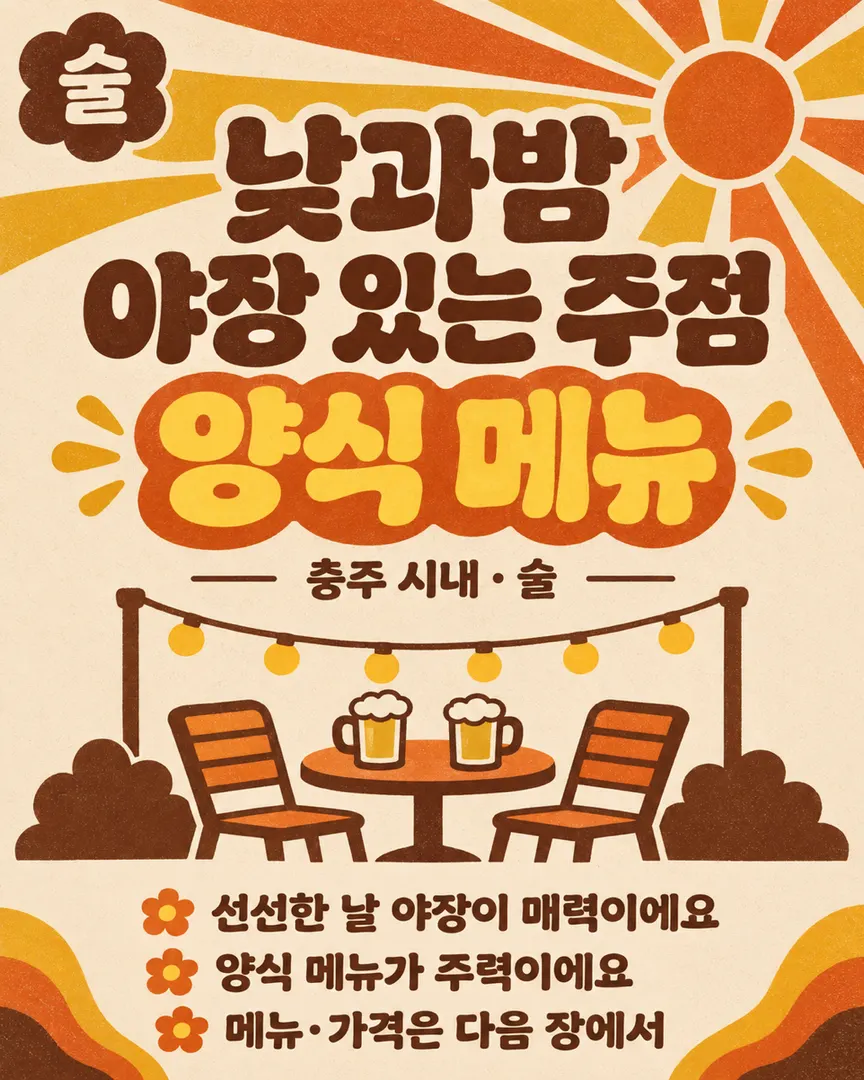 술
낮과밤
야장 있는 주점
양식 메뉴
충주 시내 · 술
선선한 날 야장이 매력이에요
양식 메뉴가 주력이에요
메뉴·가격은 다음 장에서